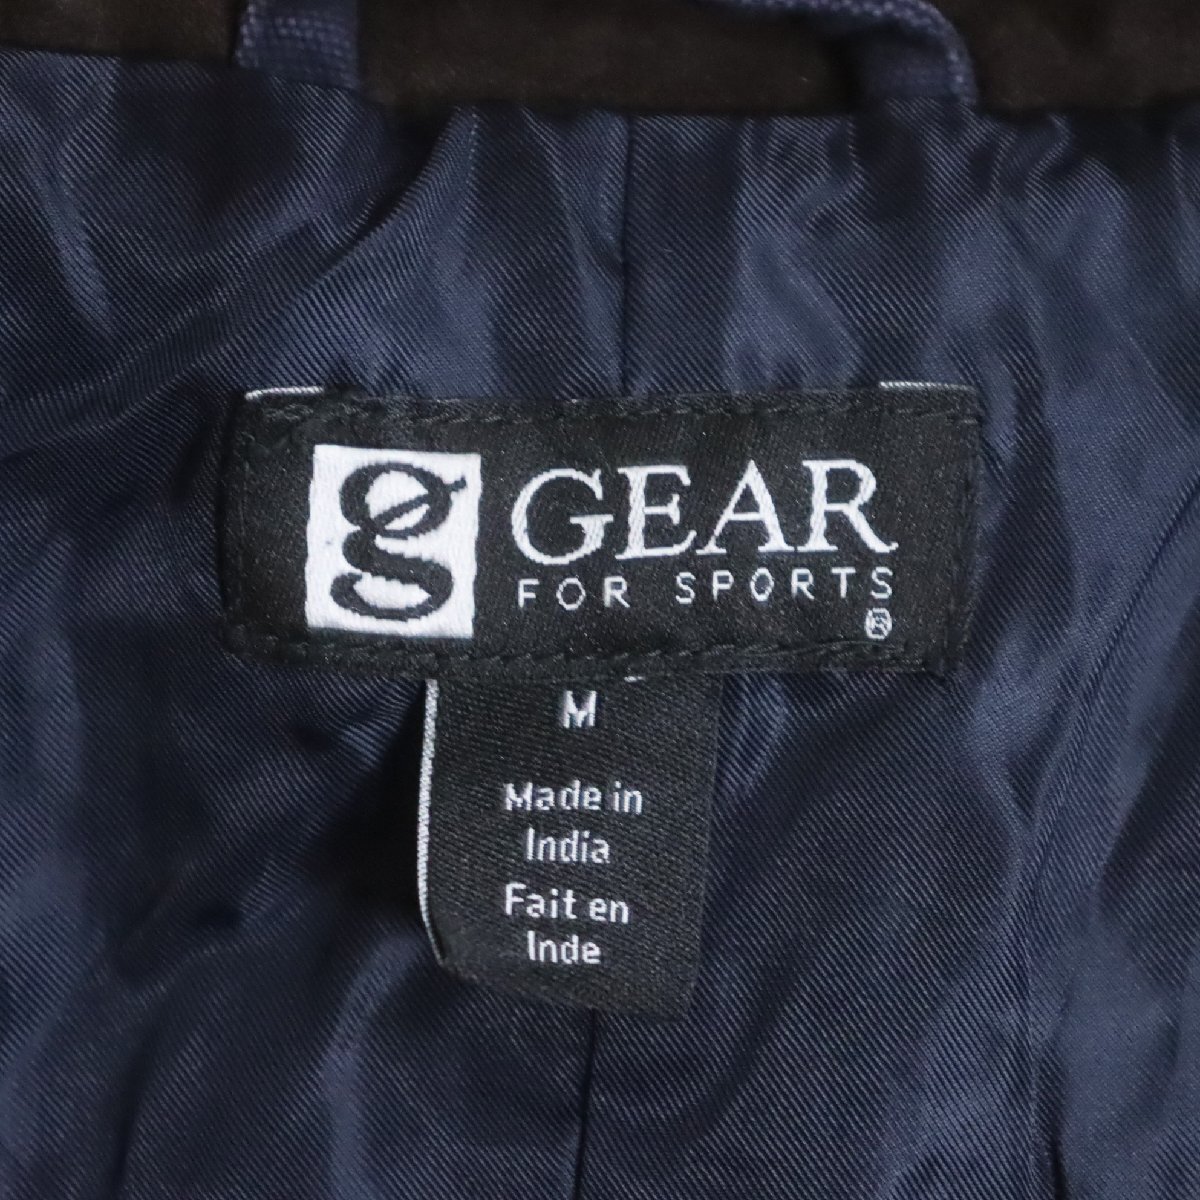 g GEAR
FOR SPORTS
®
M
Made in
India
Fait en
Inde